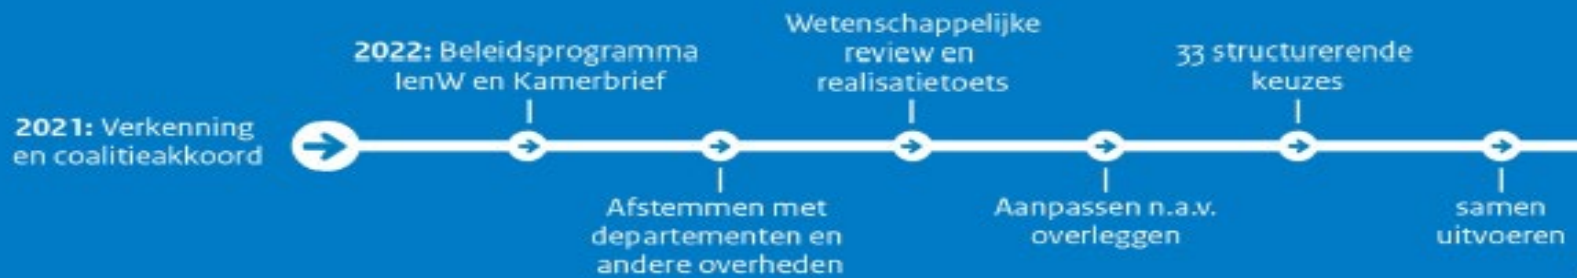 2021: Verkenning
en coalitieakkoord
2022: Beleidsprogramma
IenW en Kamerbrief
Afstemmen met
departementen en
andere overheden
Wetenschappelijke
review en
realisatietoets
Aanpassen n.a.v.
overleggen
33 structurerende
keuzes
samen
uitvoeren